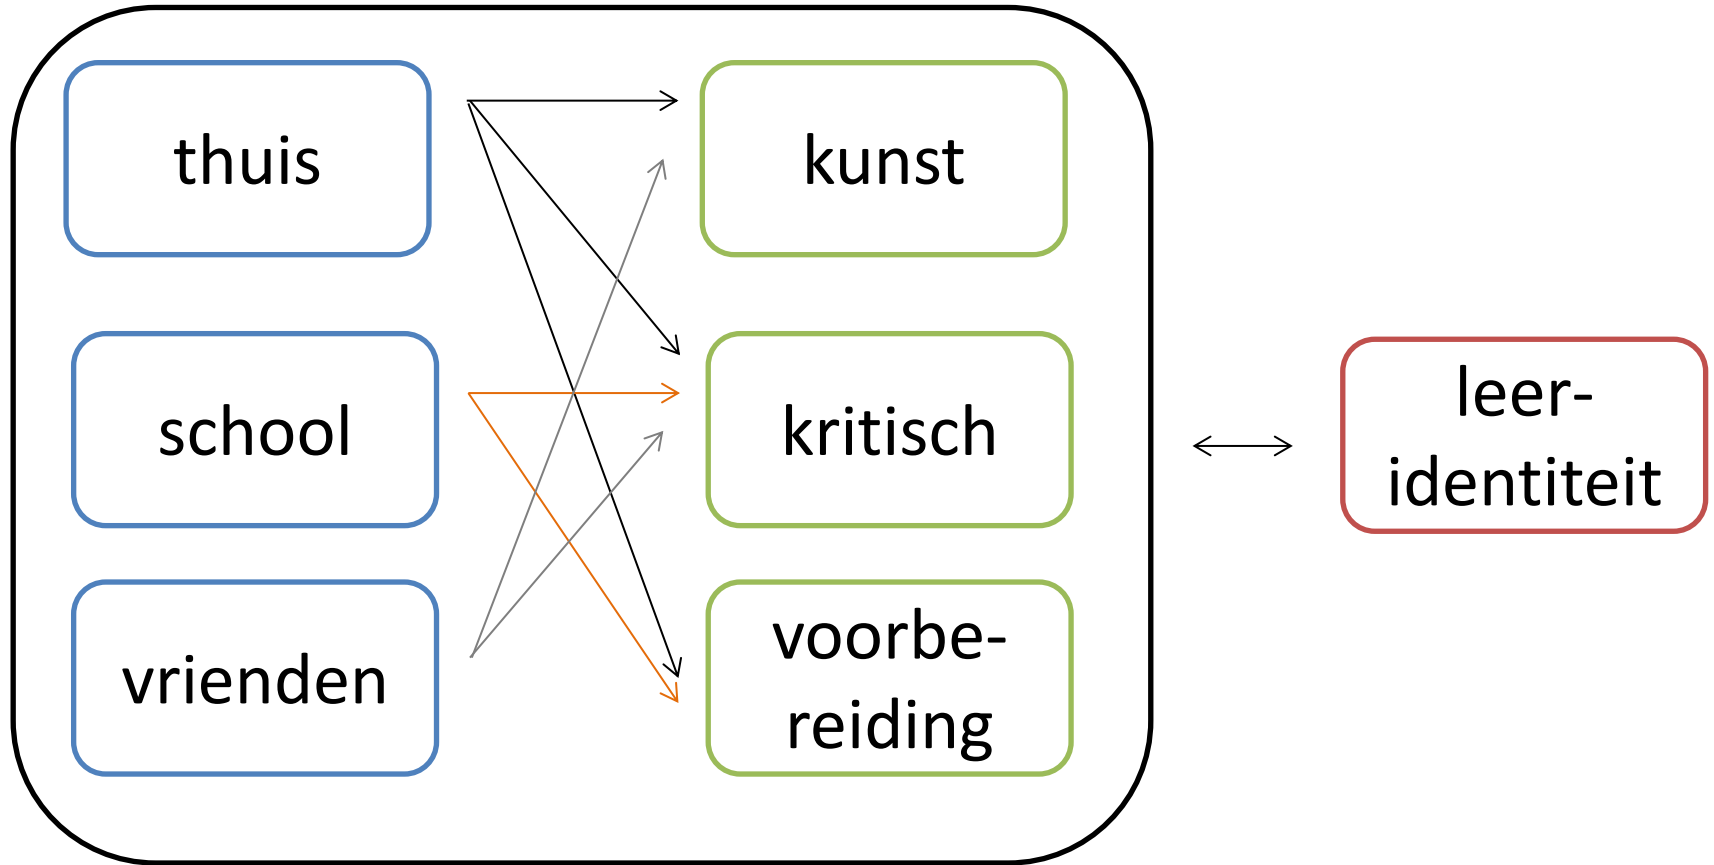 thuis
kunst
school
kritisch
leer-
identiteit
vrienden
voorbe-
reiding